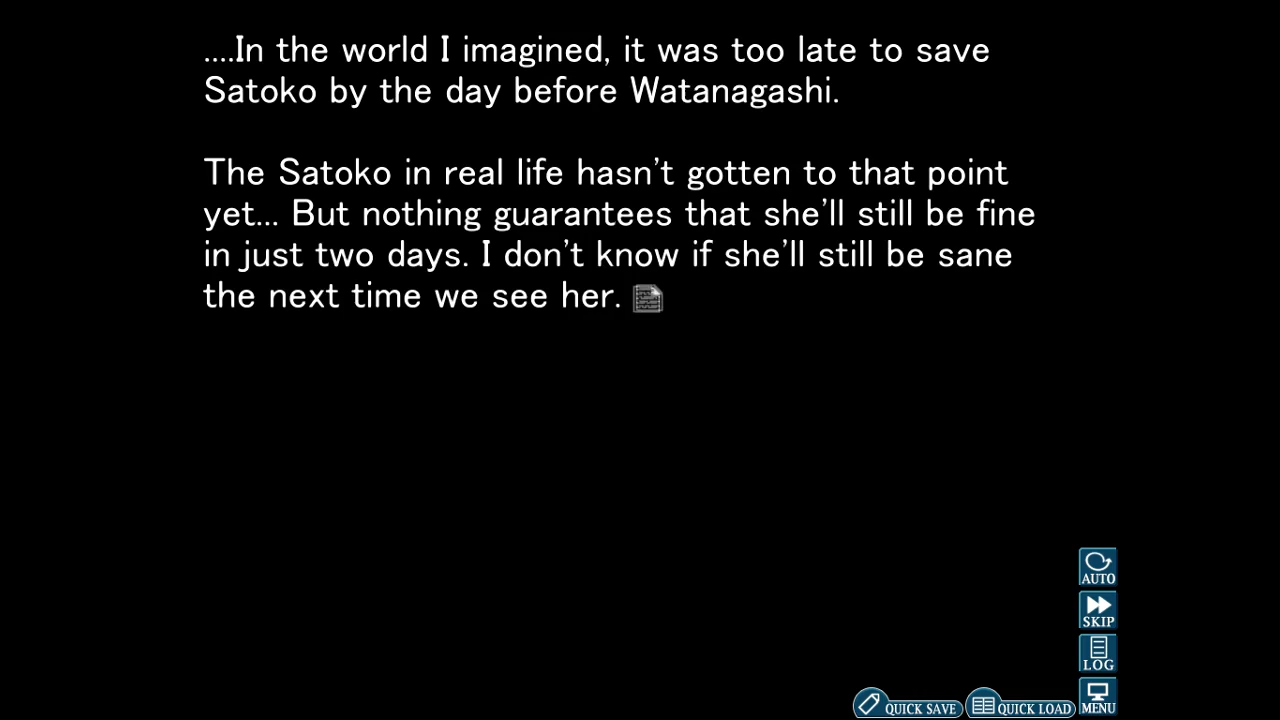 ....In the world I imagined, it was too late to save
Satoko by the day before Watanagashi.
The Satoko in real life hasn't gotten to that point
yet... But nothing guarantees that she'll still be fine
in just two days. I don't know if she'll still be sane
the next time we see her.
AUTO
SKIP
LOG
MENU
QUICK SAVE
QUICK LOAD